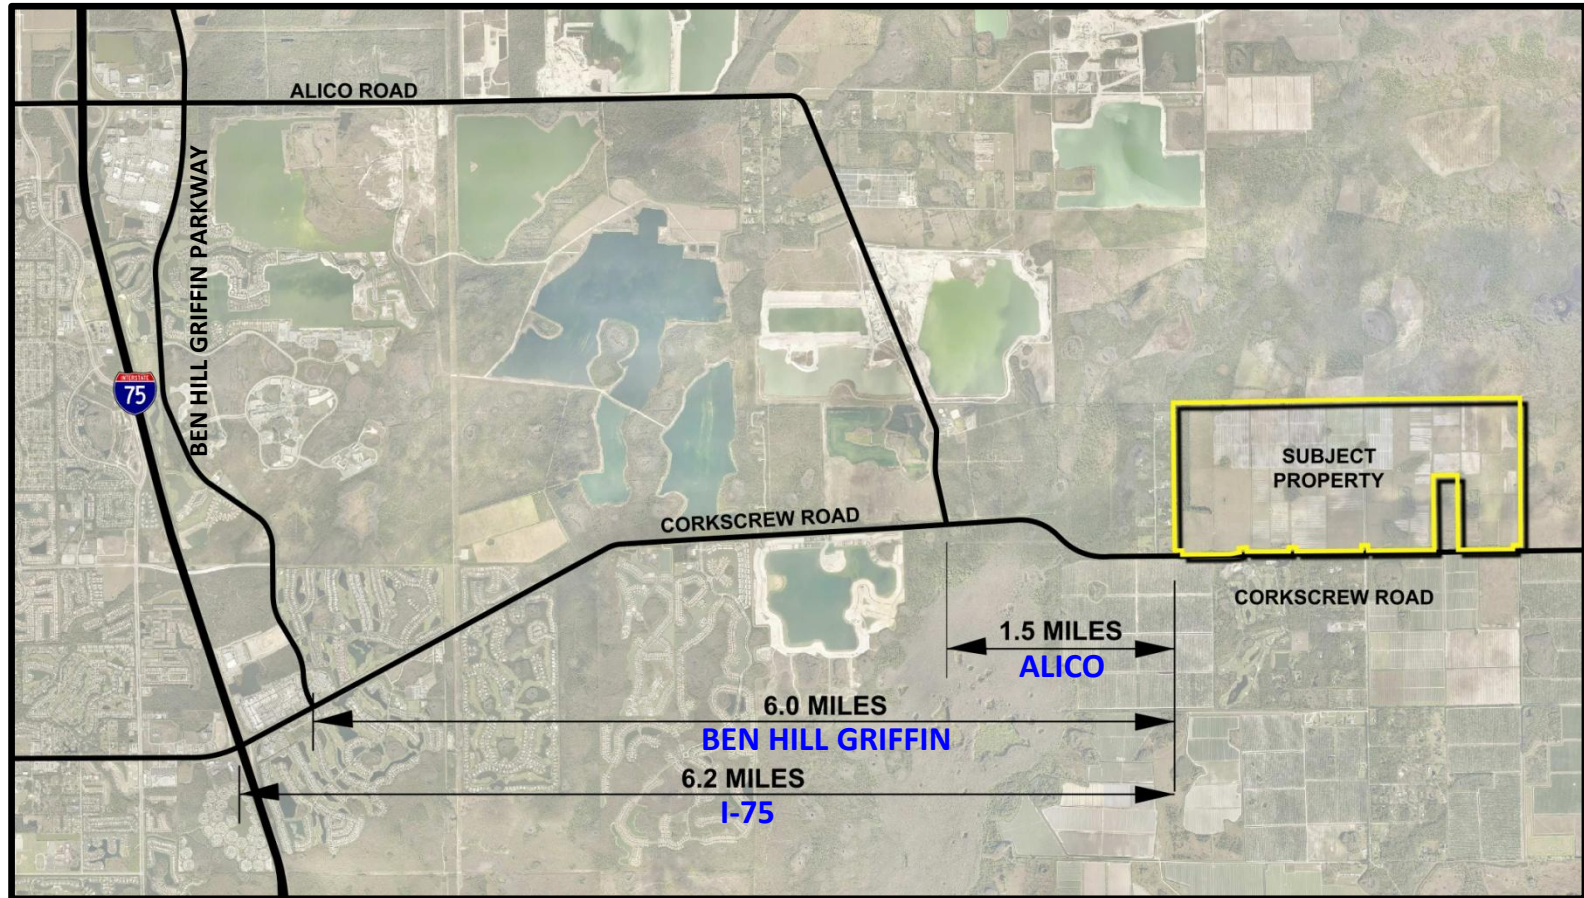 ALICO ROAD
BEN HILL GRIFFIN PARKWAY
INTERSTATE
75
SUBJECT
PROPERTY
CORKSCREW ROAD
CORKSCREW ROAD
1.5 MILES
ALICO
6.0 MILES
BEN HILL GRIFFIN
6.2 MILES
I-75